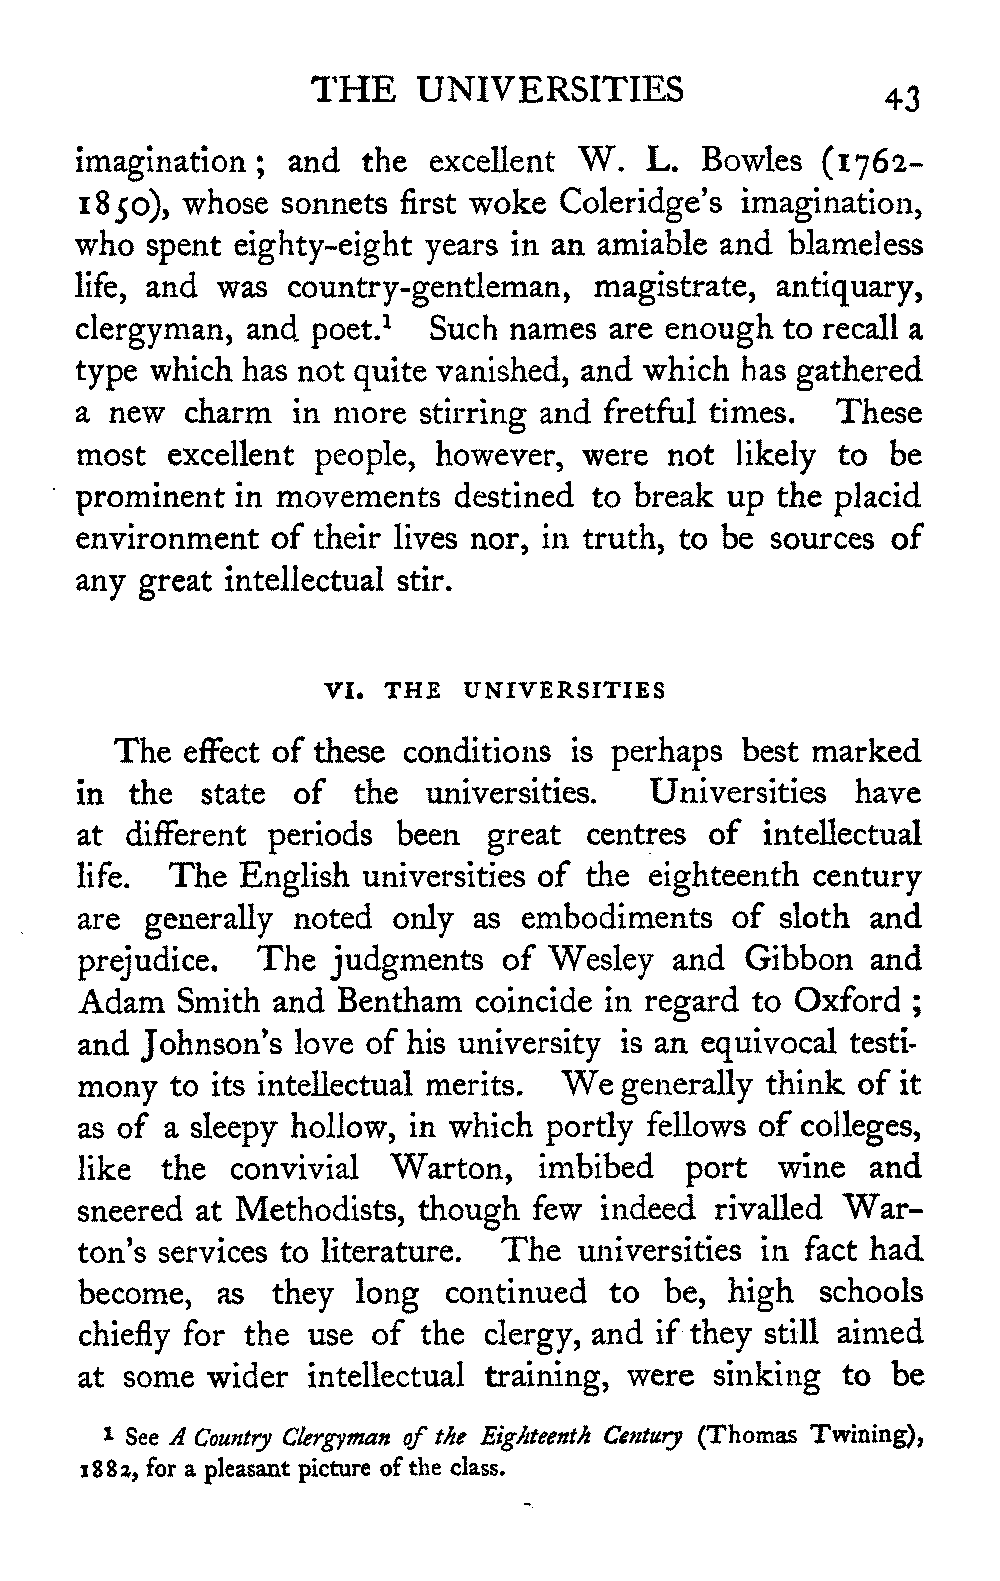 THE UNIVERSITIES 43
imagination ; and the excellent W. L. Bowles (1762-
1850), whose sonnets first woke Coleridge's imagination,
who spent eighty-eight years in an amiable and blameless
life, and was country-gentleman, magistrate, antiquary,
clergyman, and poet.¹ Such names are enough to recall a
type which has not quite vanished, and which has gathered
a new charm in more stirring and fretful times. These
most excellent people, however, were not likely to be
prominent in movements destined to break up the placid
environment of their lives nor, in truth, to be sources of
any great intellectual stir.
VI. THE UNIVERSITIES
The effect of these conditions is perhaps best marked
in the state of the universities. Universities have
at different periods been great centres of intellectual
life. The English universities of the eighteenth century
are generally noted only as embodiments of sloth and
prejudice. The judgments of Wesley and Gibbon and
Adam Smith and Bentham coincide in regard to Oxford ;
and Johnson's love of his university is an equivocal testi-
mony to its intellectual merits. We generally think of it
as of a sleepy hollow, in which portly fellows of colleges,
like the convivial Warton, imbibed port wine and
sneered at Methodists, though few indeed rivalled War-
ton's services to literature. The universities in fact had
become, as they long continued to be, high schools
chiefly for the use of the clergy, and if they still aimed
at some wider intellectual training, were sinking to be
¹ See A Country Clergyman of the Eighteenth Century (Thomas Twining),
1882, for a pleasant picture of the class.